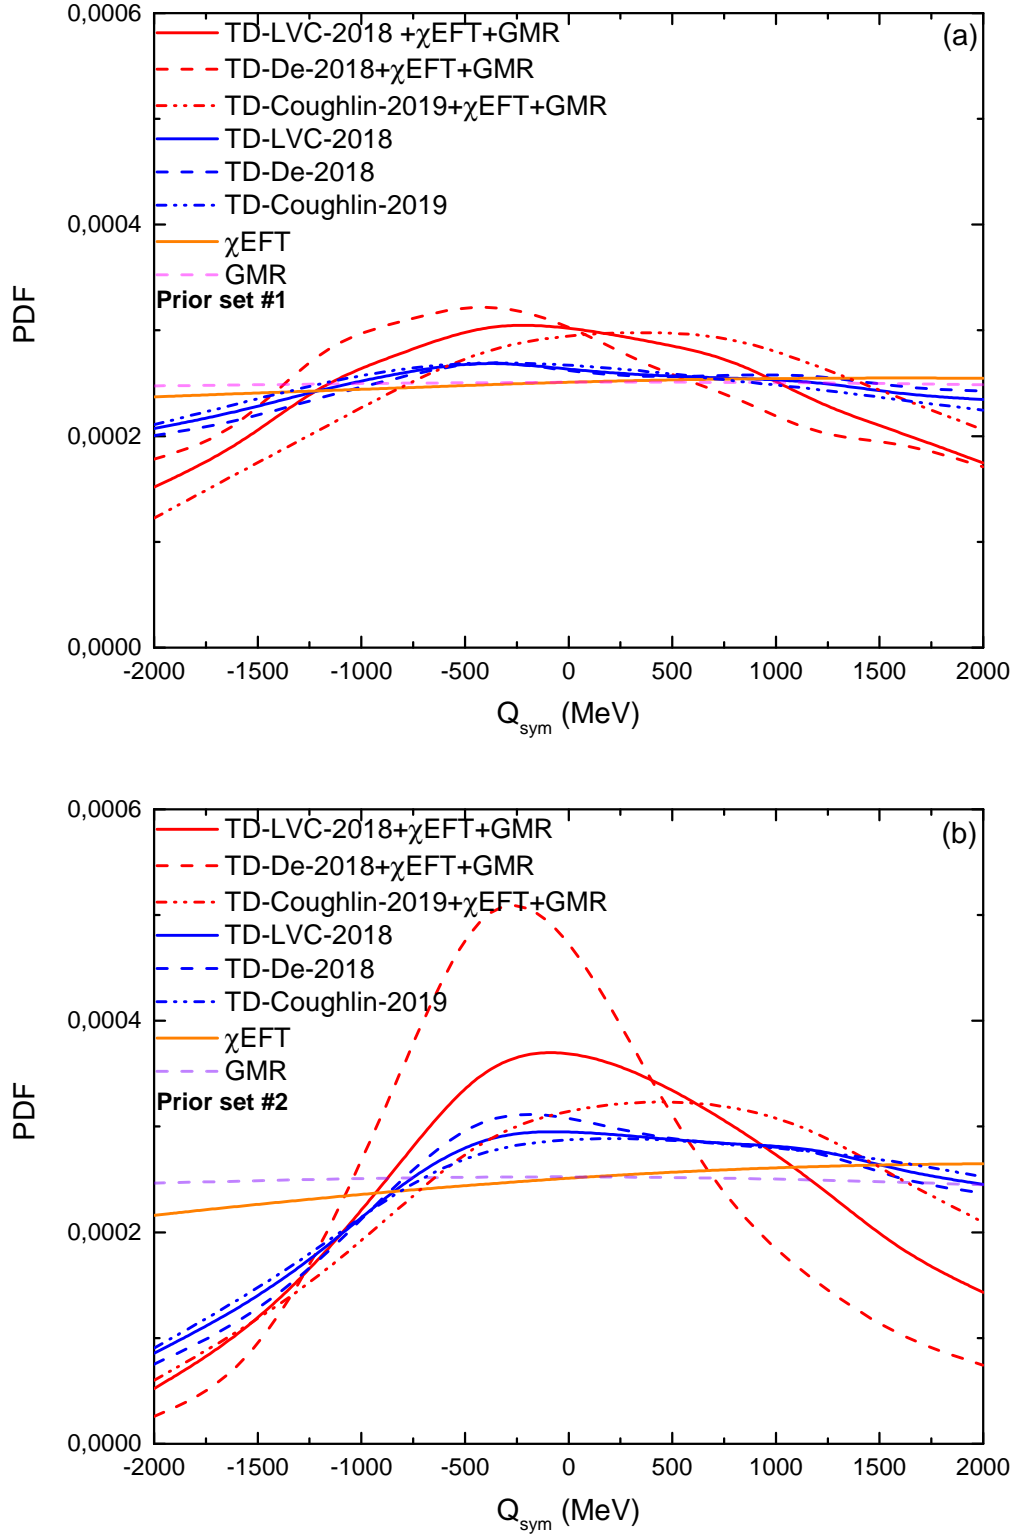 0,0006
(a)
TD-LVC-2018 +χEFT+GMR
TD-De-2018+χEFT+GMR
TD-Coughlin-2019+χEFT+GMR
TD-LVC-2018
TD-De-2018
TD-Coughlin-2019
χEFT
GMR
Prior set #1
0,0004
0,0002
0,0000
PDF
-2000 -1500 -1000 -500 0 500 1000 1500 2000
Qsym (MeV)
0,0006
(b)
TD-LVC-2018+χEFT+GMR
TD-De-2018+χEFT+GMR
TD-Coughlin-2019+χEFT+GMR
TD-LVC-2018
TD-De-2018
TD-Coughlin-2019
χEFT
GMR
Prior set #2
0,0004
0,0002
0,0000
PDF
-2000 -1500 -1000 -500 0 500 1000 1500 2000
Qsym (MeV)